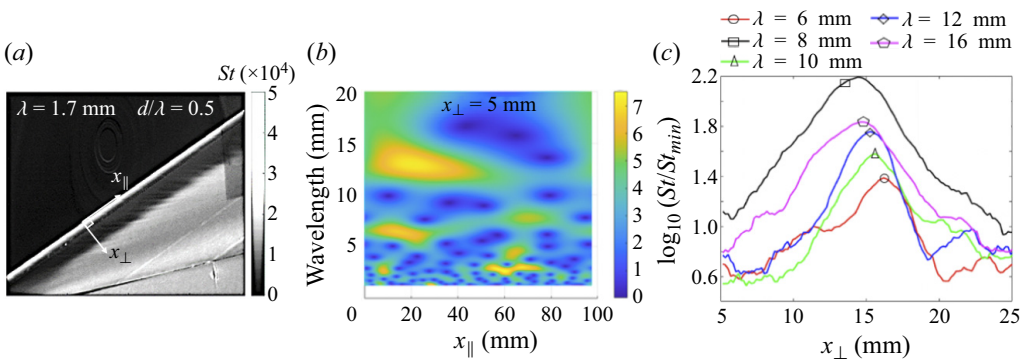 (a)
St (×10⁴)
5
4
3
2
1
0
λ = 1.7 mm d/λ = 0.5
x∥
x⊥
(b)
Wavelength (mm)
20
15
10
5
x⊥ = 5 mm
0 20 40 60 80 100
x∥ (mm)
7
6
5
4
3
2
1
0
(c)
λ = 6 mm
λ = 8 mm
λ = 10 mm
λ = 12 mm
λ = 16 mm
log₁₀ (St/Stₘᵢₙ)
2.2
1.8
1.4
1.0
0.6
5 10 15 20 25
x⊥ (mm)